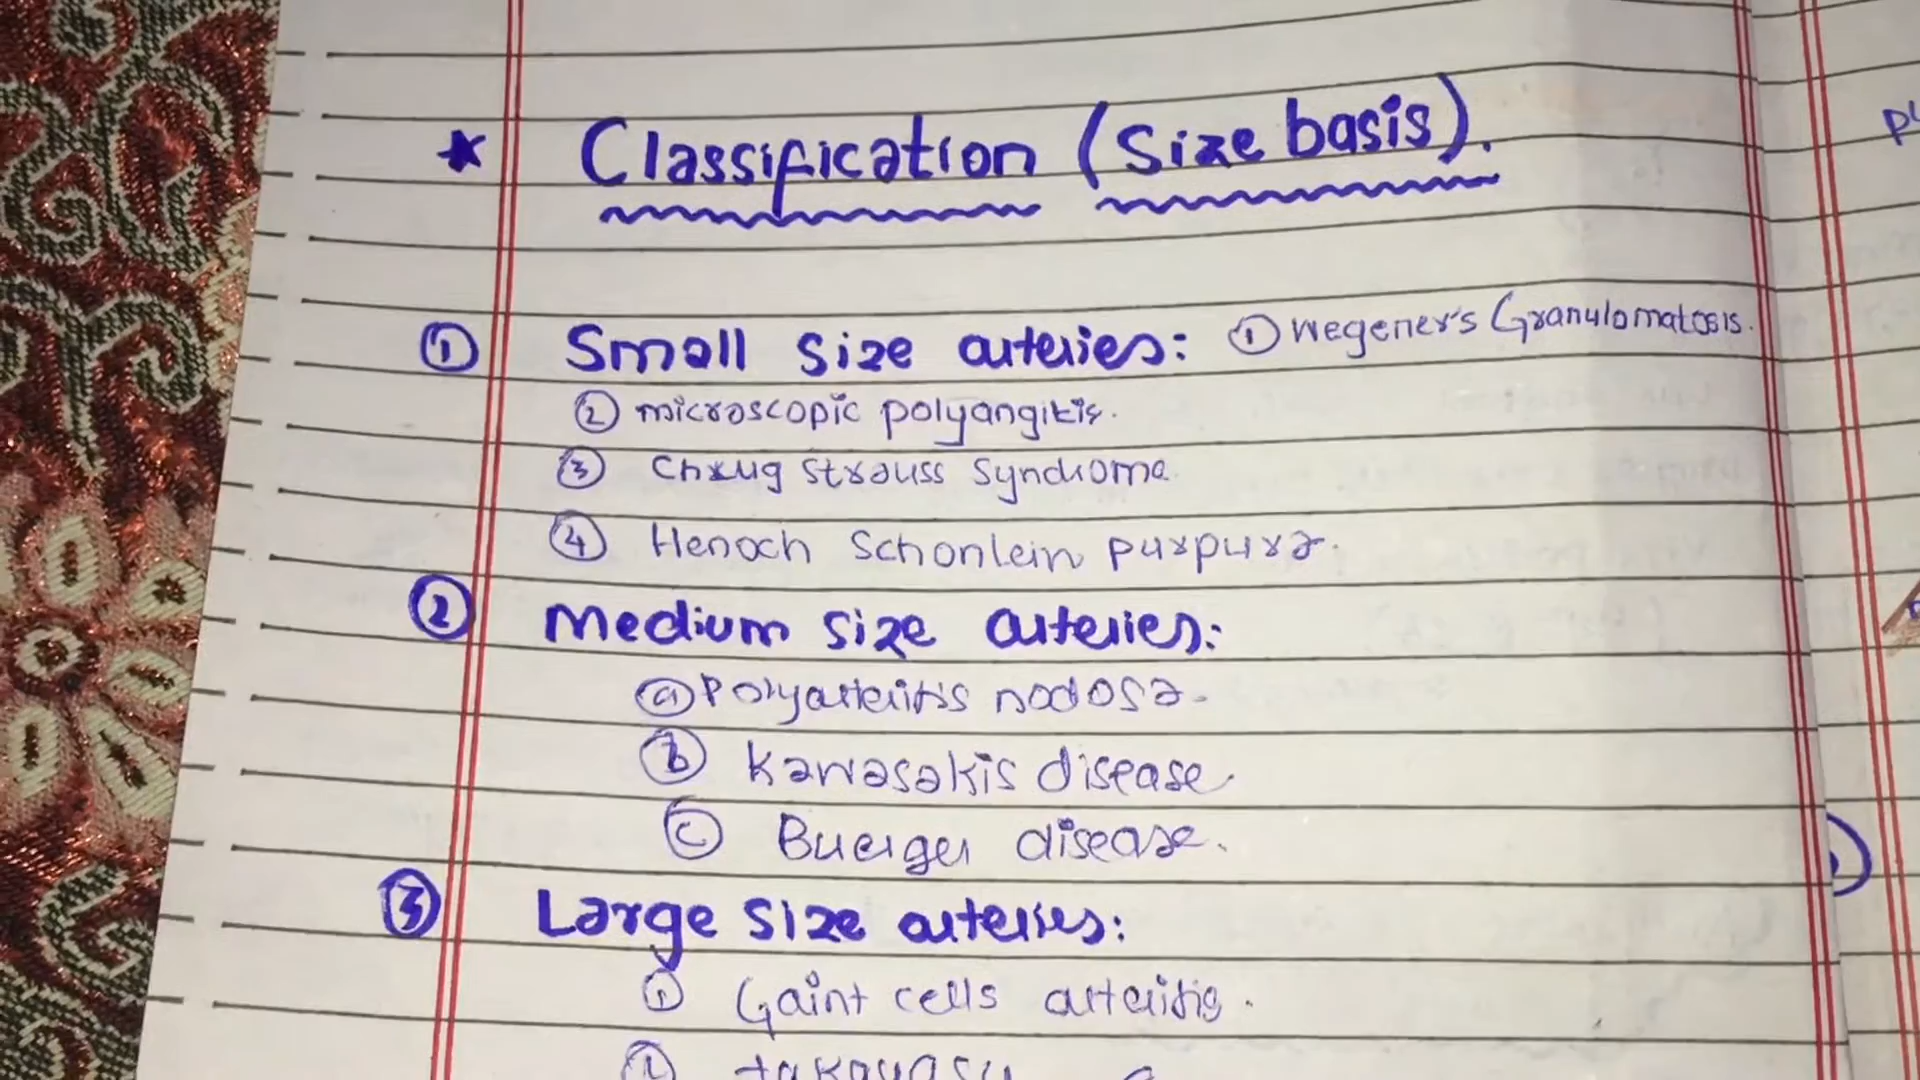 ★ Classification (Size basis).
① Small size arteries: ① Wegener's Granulomatosis.
② microscopic polyangitis.
③ Chrug Strauss Syndrome.
④ Henoch Schonlein purpura.
② Medium size arteries:
ⓐ Polyarteritis nodosa.
ⓑ Kawasakis disease.
ⓒ Buerger disease.
③ Large size arteries:
① Gaint cells arteritis.
② takayasu